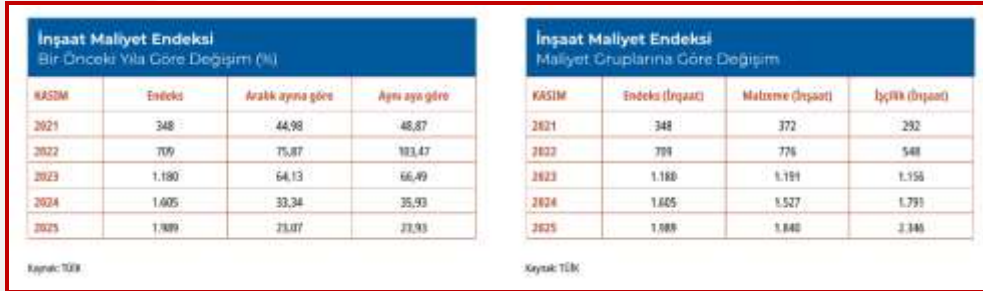 İnşaat Maliyet Endeksi
Bir Önceki Yıla Göre Değişim (%)
KASIM Endeks Aralık ayına göre Aynı aya göre
2021 348 44,98 48,87
2022 709 75,87 103,47
2023 1.180 64,13 66,49
2024 1.605 33,34 35,93
2025 1.989 23,07 23,93
Kaynak: TÜİK
İnşaat Maliyet Endeksi
Maliyet Gruplarına Göre Değişim
KASIM Endeks (İnşaat) Malzeme (İnşaat) İşçilik (İnşaat)
2021 348 372 292
2022 709 776 548
2023 1.180 1.191 1.156
2024 1.605 1.527 1.791
2025 1.989 1.840 2.346
Kaynak: TÜİK